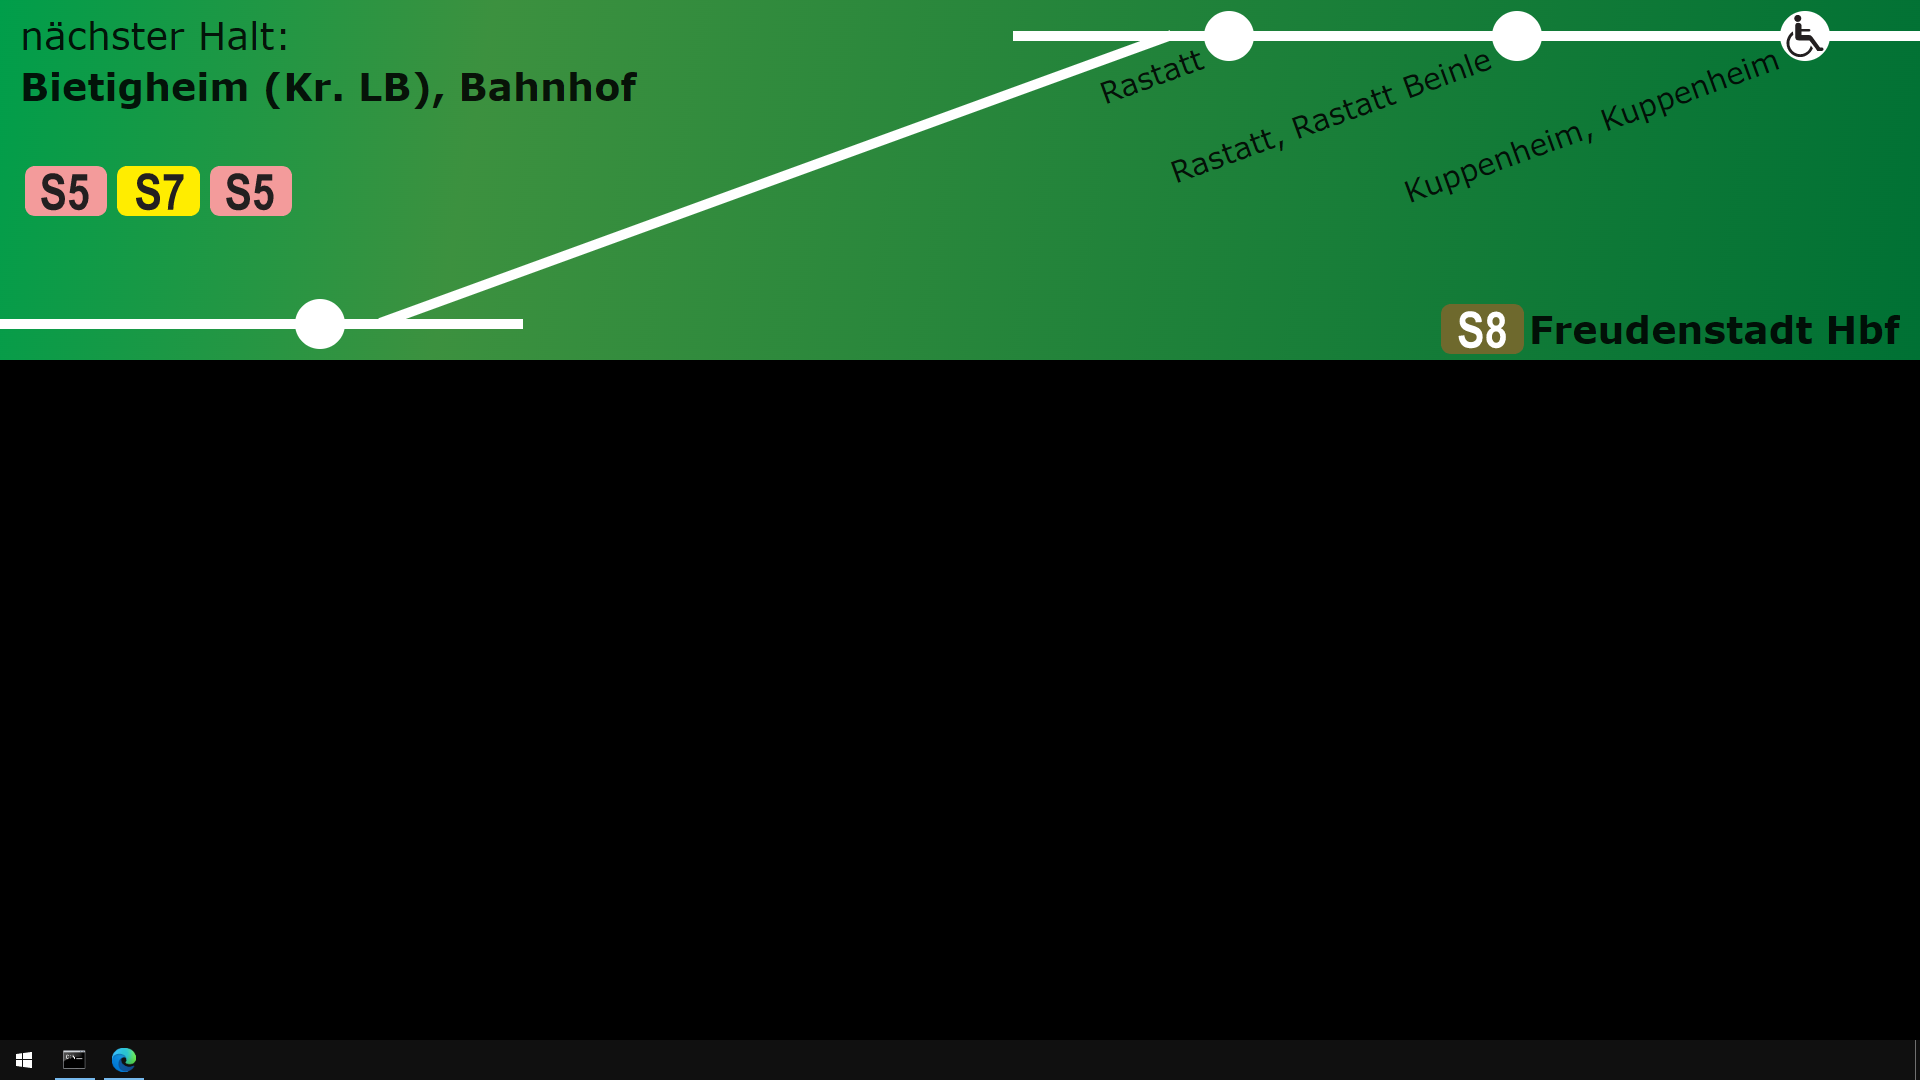 nächster Halt:
Bietigheim (Kr. LB), Bahnhof
S5 S7 S5
Rastatt
Rastatt, Rastatt Beinle
Kuppenheim, Kuppenheim
S8 Freudenstadt Hbf